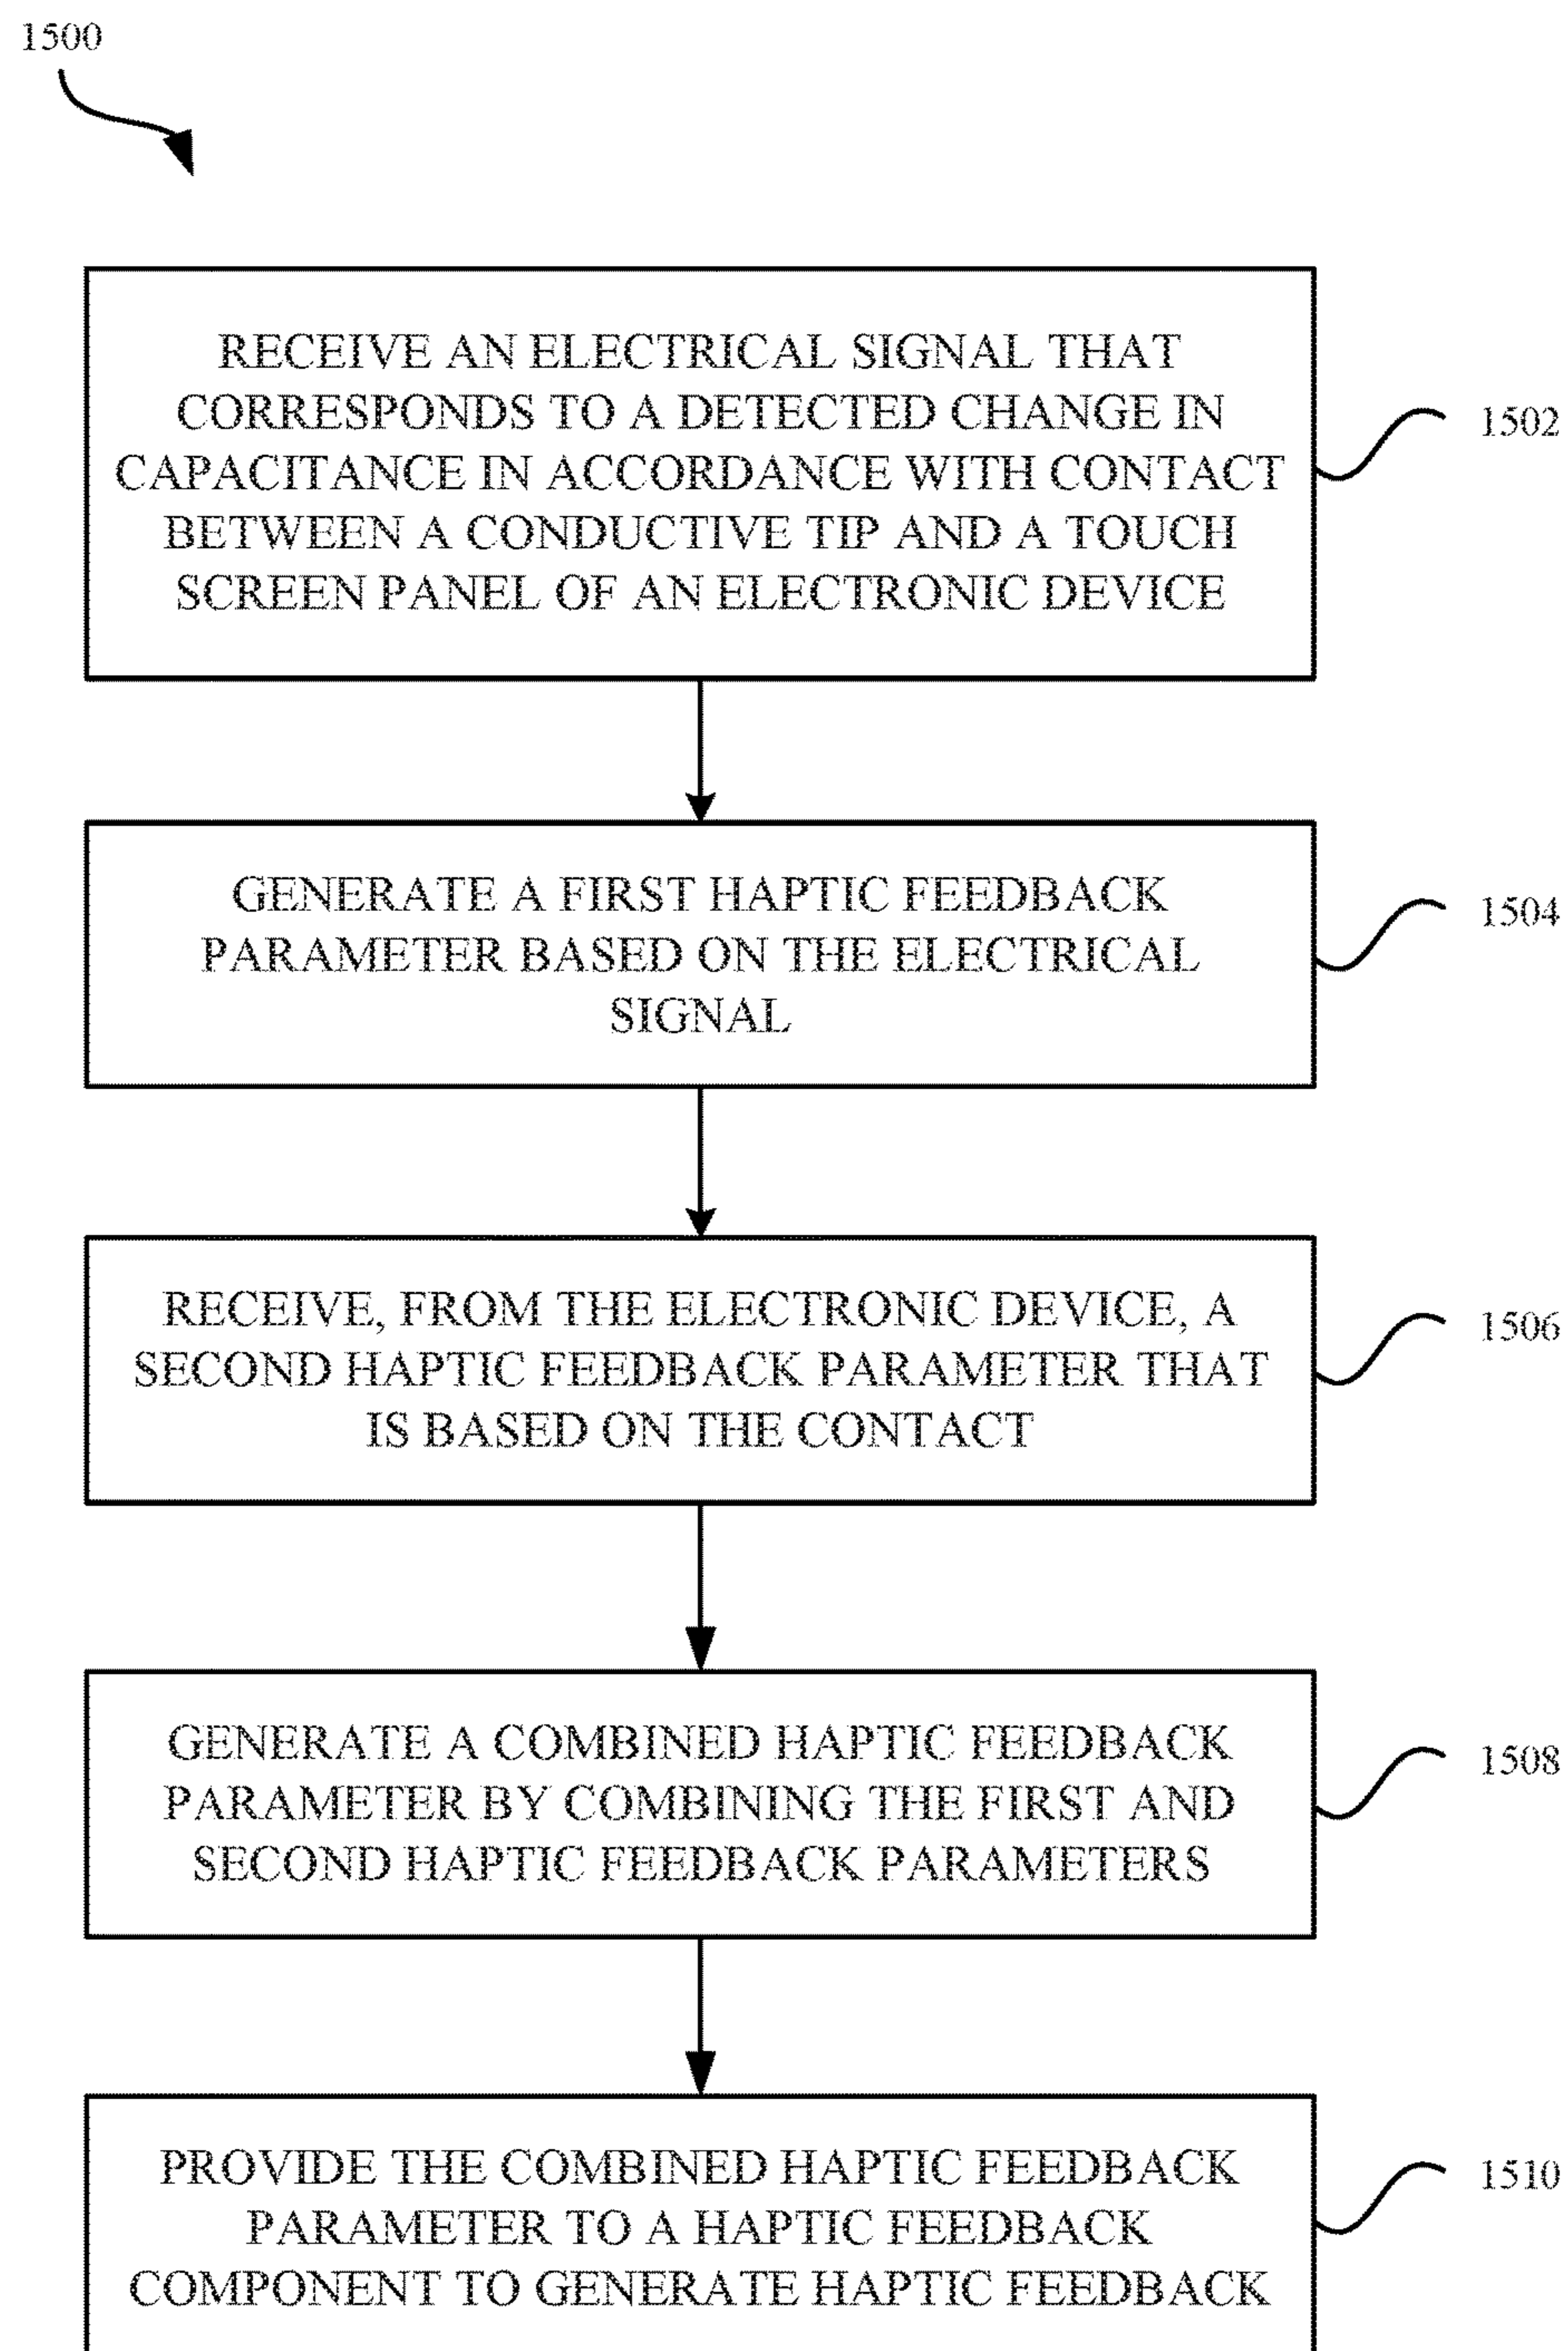 1500
RECEIVE AN ELECTRICAL SIGNAL THAT
CORRESPONDS TO A DETECTED CHANGE IN
CAPACITANCE IN ACCORDANCE WITH CONTACT
BETWEEN A CONDUCTIVE TIP AND A TOUCH
SCREEN PANEL OF AN ELECTRONIC DEVICE
1502
GENERATE A FIRST HAPTIC FEEDBACK
PARAMETER BASED ON THE ELECTRICAL
SIGNAL
1504
RECEIVE, FROM THE ELECTRONIC DEVICE, A
SECOND HAPTIC FEEDBACK PARAMETER THAT
IS BASED ON THE CONTACT
1506
GENERATE A COMBINED HAPTIC FEEDBACK
PARAMETER BY COMBINING THE FIRST AND
SECOND HAPTIC FEEDBACK PARAMETERS
1508
PROVIDE THE COMBINED HAPTIC FEEDBACK
PARAMETER TO A HAPTIC FEEDBACK
COMPONENT TO GENERATE HAPTIC FEEDBACK
1510